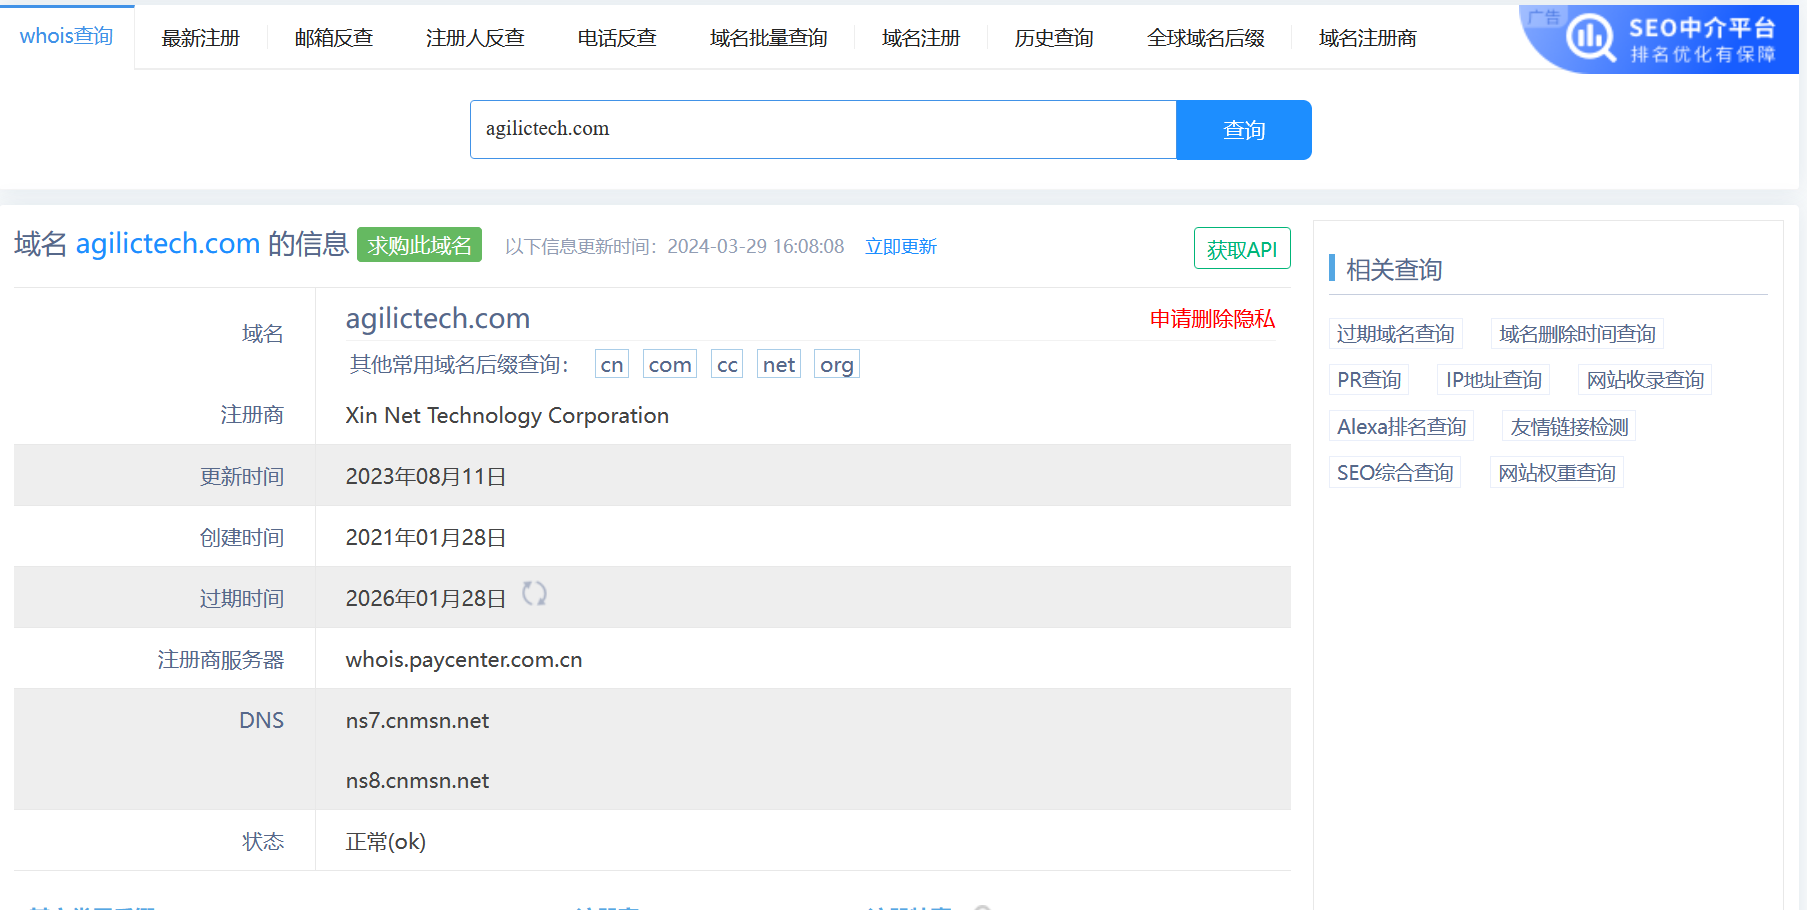 whois查询 最新注册 邮箱反查 注册人反查 电话反查 域名批量查询 域名注册 历史查询 全球域名后缀 域名注册商
广告
SEO中介平台
排名优化有保障
agilictech.com 查询
域名 agilictech.com 的信息 求购此域名 以下信息更新时间：2024-03-29 16:08:08 立即更新 获取API
域名 agilictech.com 申请删除隐私
其他常用域名后缀查询： cn com cc net org
注册商 Xin Net Technology Corporation
更新时间 2023年08月11日
创建时间 2021年01月28日
过期时间 2026年01月28日
注册商服务器 whois.paycenter.com.cn
DNS ns7.cnmsn.net
ns8.cnmsn.net
状态 正常(ok)
相关查询
过期域名查询 域名删除时间查询
PR查询 IP地址查询 网站收录查询
Alexa排名查询 友情链接检测
SEO综合查询 网站权重查询